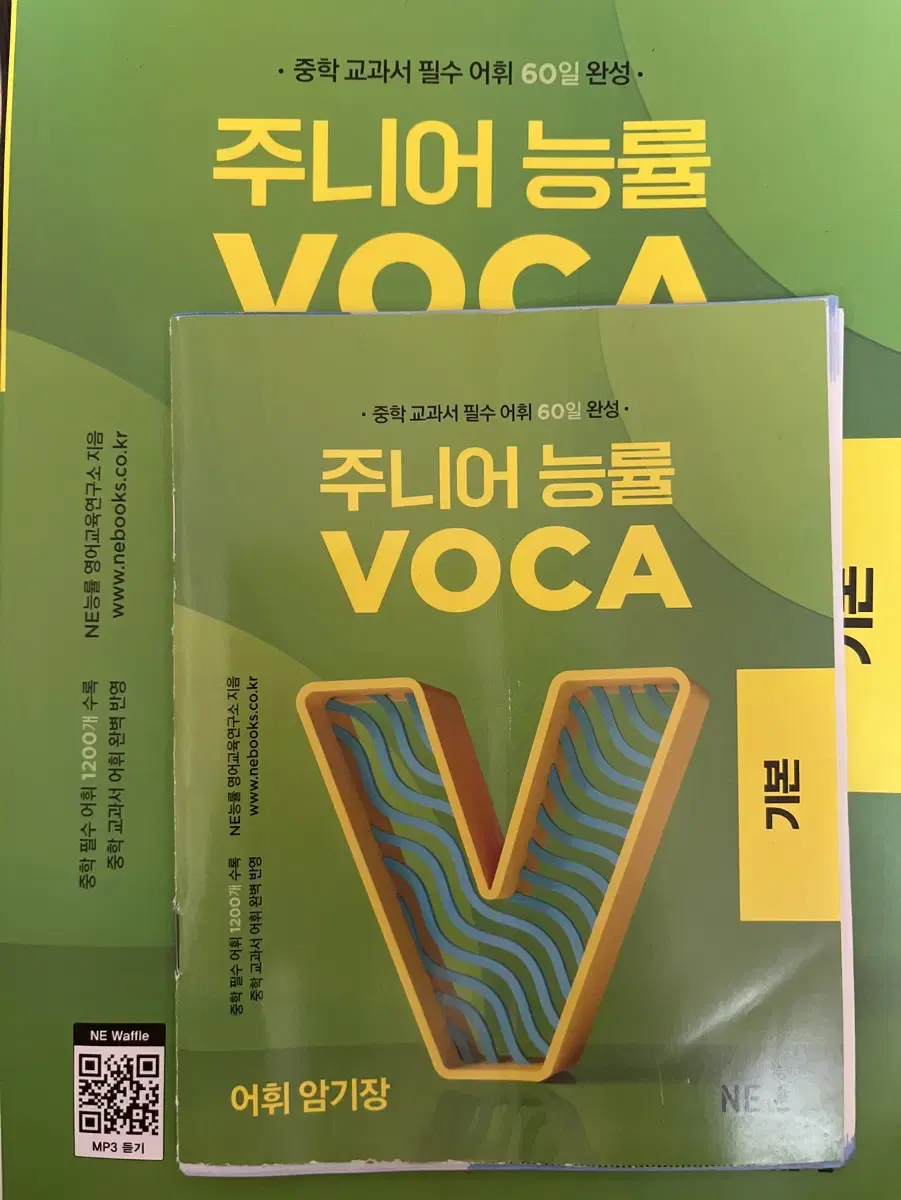 · 중학 교과서 필수 어휘 60일 완성 ·
주니어 능률
VOCA
NE능률 영어교육연구소 지음
www.nebooks.co.kr
중학 필수 어휘 1200개 수록
중학 교과서 어휘 완벽 반영
기본
NE Waffle
MP3 듣기
· 중학 교과서 필수 어휘 60일 완성 ·
주니어 능률
VOCA
NE능률 영어교육연구소 지음
www.nebooks.co.kr
중학 필수 어휘 1200개 수록
중학 교과서 어휘 완벽 반영
V
기본
어휘 암기장
NE